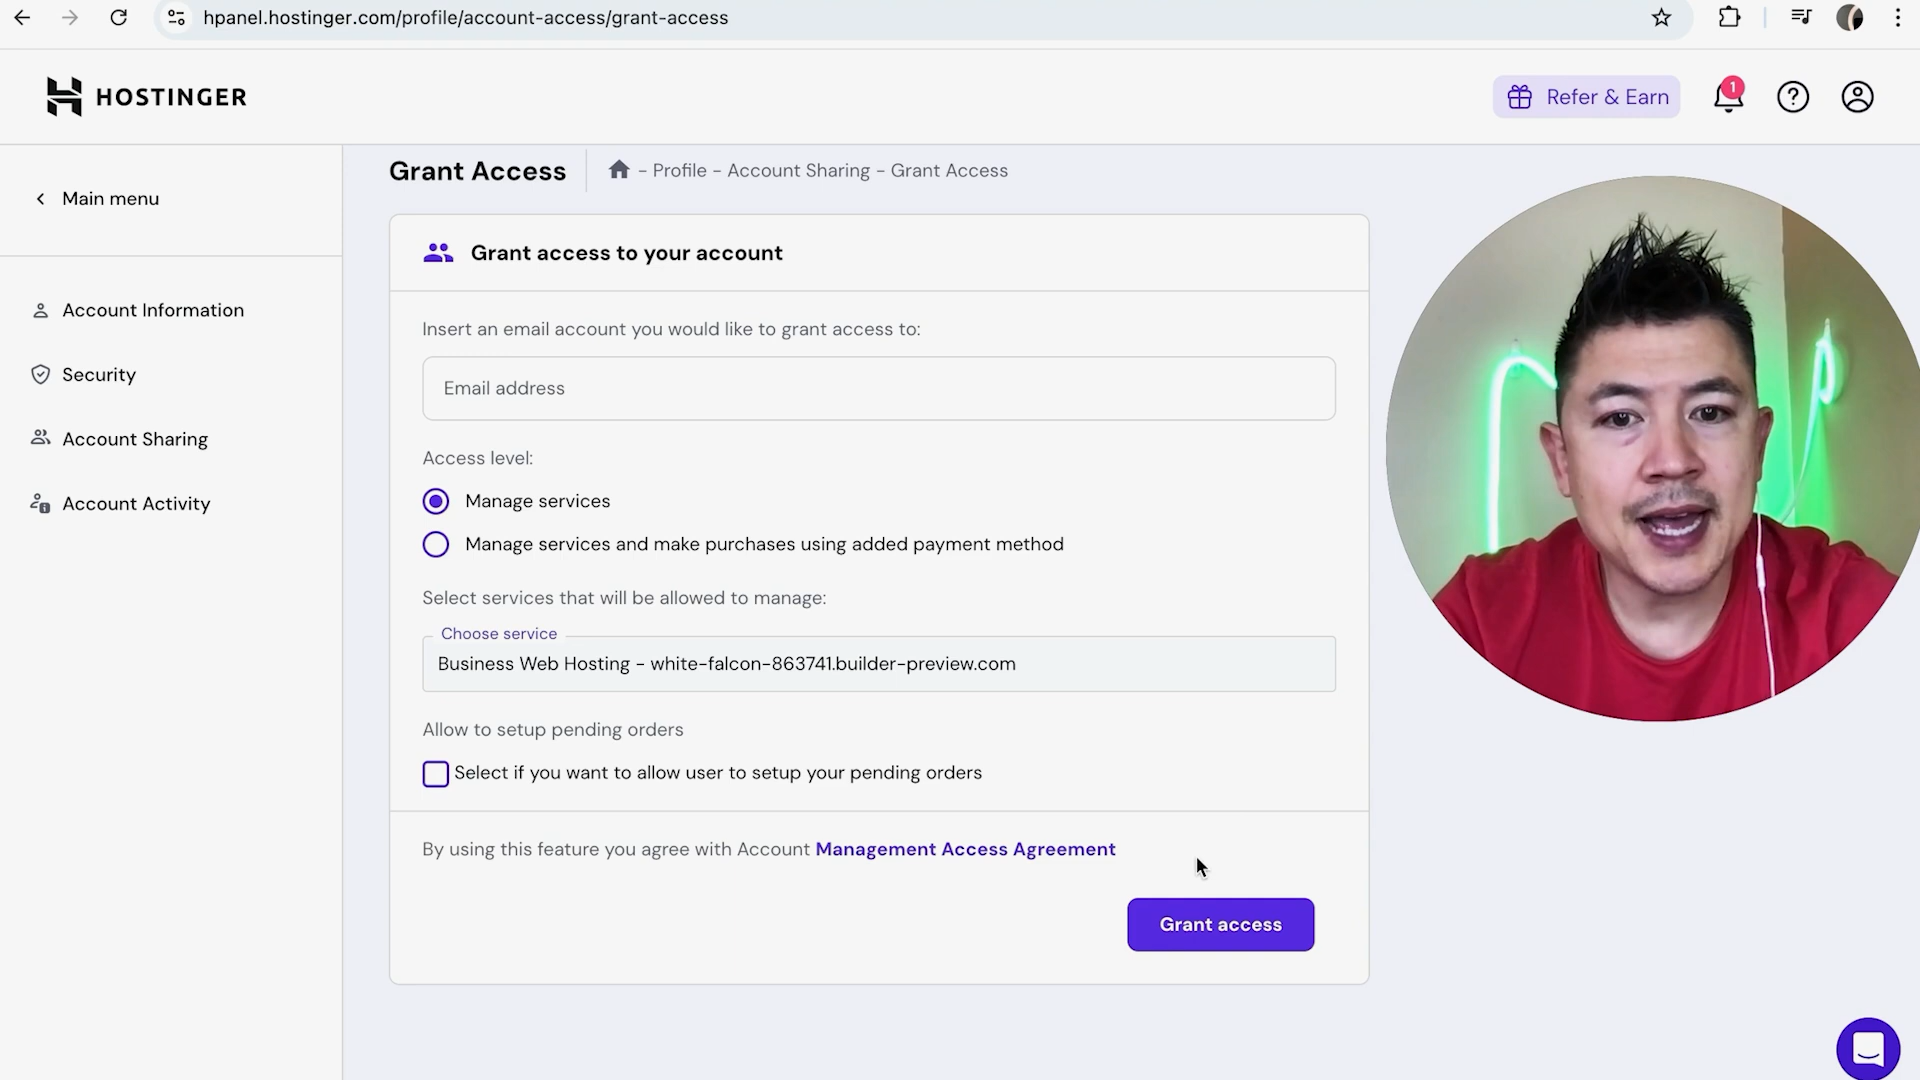 hpanel.hostinger.com/profile/account-access/grant-access
HOSTINGER
Refer & Earn
1
Main menu
Account Information
Security
Account Sharing
Account Activity
Grant Access
- Profile - Account Sharing - Grant Access
Grant access to your account
Insert an email account you would like to grant access to:
Email address
Access level:
Manage services
Manage services and make purchases using added payment method
Select services that will be allowed to manage:
Choose service
Business Web Hosting - white-falcon-863741.builder-preview.com
Allow to setup pending orders
Select if you want to allow user to setup your pending orders
By using this feature you agree with Account Management Access Agreement
Grant access